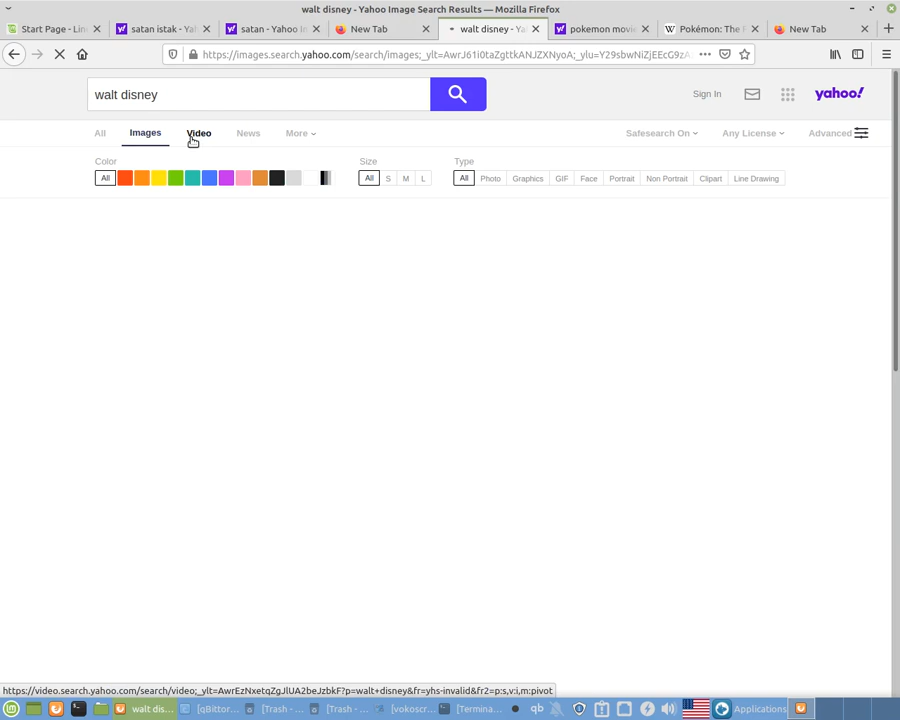 walt disney - Yahoo Image Search Results — Mozilla Firefox
Start Page - Lin
satan istak - Yah
satan - Yahoo Im
New Tab
walt disney - Ya
pokemon movi
Pokémon: The F
New Tab
https://images.search.yahoo.com/search/images;_ylt=AwrJ61i0taZgttkANJZXNyoA;_ylu=Y29sbwNiZjEEcG9zA
walt disney
Sign In
yahoo!
All
Images
Video
News
More
Safesearch On
Any License
Advanced
Color
Size
Type
All
All
S
M
L
All
Photo
Graphics
GIF
Face
Portrait
Non Portrait
Clipart
Line Drawing
https://video.search.yahoo.com/search/video;_ylt=AwrEzNxetqZgJlUA2beJzbkF?p=walt+disney&fr=yhs-invalid&fr2=p:s,v:i,m:pivot
walt dis...
[qBittor...
[Trash - ...
[Trash - ...
[vokoscr...
[Termina...
qb
Applications